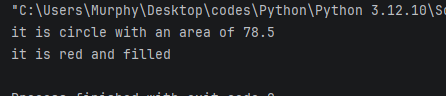 "C:\Users\Murphy\Desktop\codes\Python\Python 3.12.10\Sc
it is circle with an area of 78.5
it is red and filled
Process finished with exit code 0